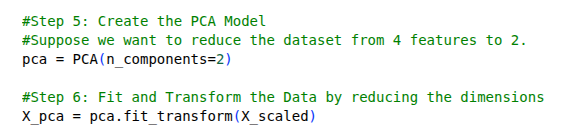 #Step 5: Create the PCA Model
#Suppose we want to reduce the dataset from 4 features to 2.
pca = PCA(n_components=2)
#Step 6: Fit and Transform the Data by reducing the dimensions
X_pca = pca.fit_transform(X_scaled)